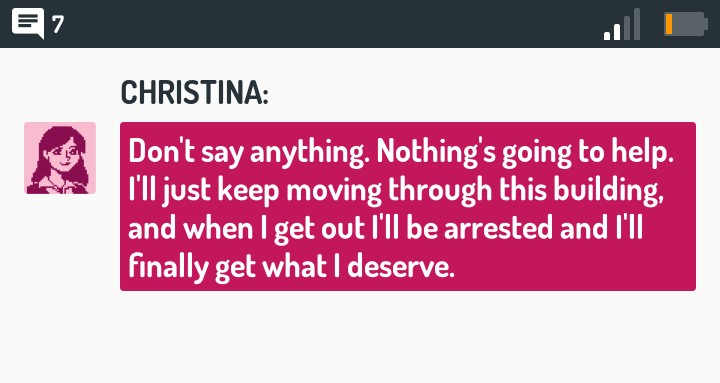 7
CHRISTINA:
Don't say anything. Nothing's going to help.
I'll just keep moving through this building,
and when I get out I'll be arrested and I'll
finally get what I deserve.